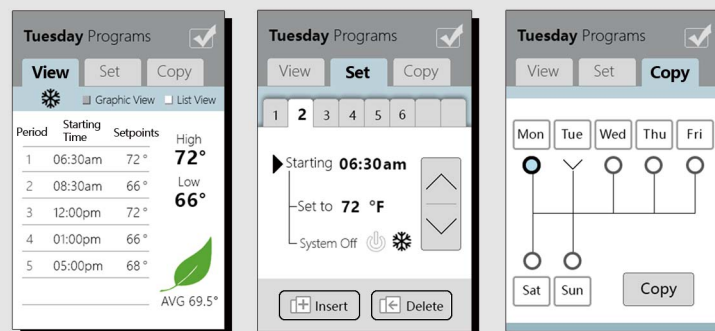 Tuesday Programs
View Set Copy
Graphic View List View
Period Starting Time Setpoints
1 06:30am 72 °
2 08:30am 66 °
3 12:00pm 72 °
4 01:00pm 66 °
5 05:00pm 68 °
High
72°
Low
66°
AVG 69.5°
Tuesday Programs
View Set Copy
1 2 3 4 5 6
Starting 06:30am
Set to 72 °F
System Off
Insert Delete
Tuesday Programs
View Set Copy
Mon Tue Wed Thu Fri
Sat Sun Copy